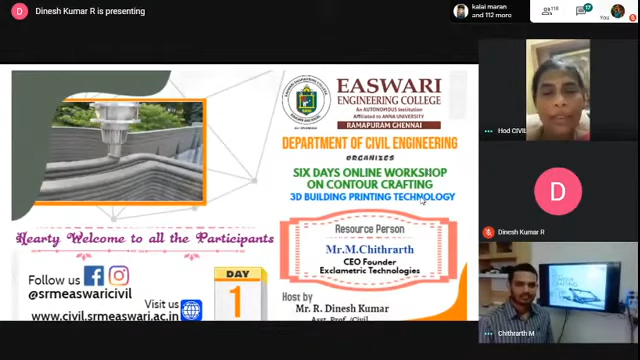 D Dinesh Kumar R is presenting
kalai maran
and 112 more
118
17
You
EASWARI
ENGINEERING COLLEGE
An AUTONOMOUS Institution
Affiliated to ANNA UNIVERSITY
RAMAPURAM CHENNAI
DEPARTMENT OF CIVIL ENGINEERING
ORGANIZES
SIX DAYS ONLINE WORKSHOP
ON CONTOUR CRAFTING
3D BUILDING PRINTING TECHNOLOGY
Resource Person
Mr.M.Chithrarth
CEO Founder
Exclametric Technologies
Hearty Welcome to all the Participants
Follow us
@srmeaswaricivil
Visit us
www.civil.srmeaswari.ac.in
DAY
1
Host by
Mr. R. Dinesh Kumar
Asst. Prof. /Civil
Hod CIVIL
D
Dinesh Kumar R
Chithrarth M